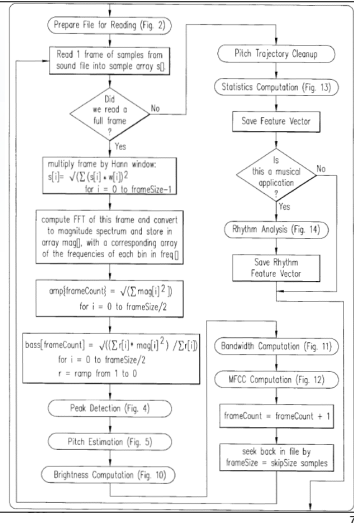 Prepare File for Reading (Fig. 2)
Read 1 frame of samples from
sound file into sample array s[].
Did
we read a
full frame
?
No
Yes
multiply frame by Hann window:
s[i]= √(∑(s[i] * w[i])²
for i = 0 to frameSize-1
compute FFT of this frame and convert
to magnitude spectrum and store in
array mag[], with a corresponding array
of the frequencies of each bin in freq[]
amp{frameCount} = √(∑mag[i]²])
for i = 0 to frameSize/2
bass[frameCount] = √((∑r[i]* mag[i]²) /∑r[i])
for i = 0 to frameSize/2
r = ramp from 1 to 0
Peak Detection (Fig. 4)
Pitch Estimation (Fig. 5)
Brightness Computation (Fig. 10)
Pitch Trajectory Cleanup
Statistics Computation (Fig. 13)
Save Feature Vector
Is
this a musical
application
?
No
Yes
Rhythm Analysis (Fig. 14)
Save Rhythm
Feature Vector
Bandwidth Computation (Fig. 11)
MFCC Computation (Fig. 12)
frameCount = frameCount + 1
seek back in file by
frameSize = skipSize samples
7